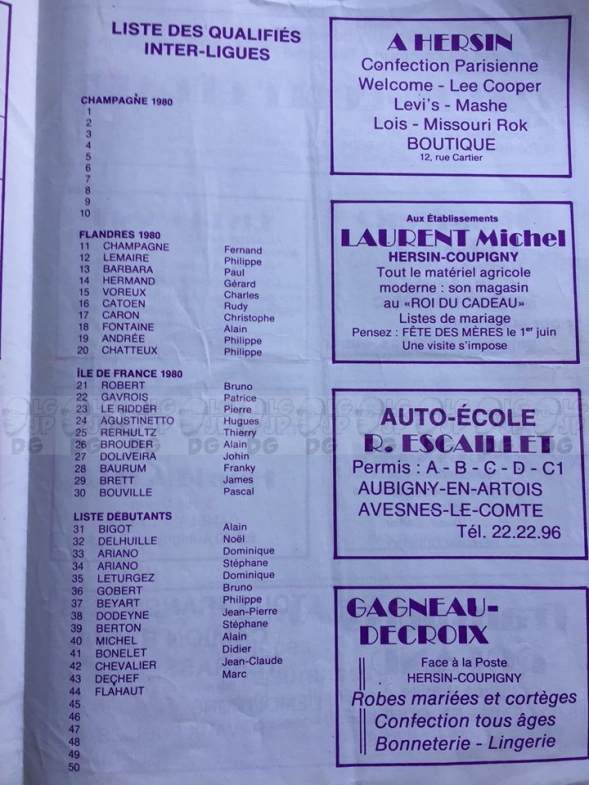 LISTE DES QUALIFIÉS
INTER-LIGUES
CHAMPAGNE 1980
1
2
3
4
5
6
7
8
9
10
FLANDRES 1980
11 CHAMPAGNE Fernand
12 LEMAIRE Philippe
13 BARBARA Paul
14 HERMAND Gérard
15 VOREUX Charles
16 CATOEN Rudy
17 CARON Christophe
18 FONTAINE Alain
19 ANDRÉE Philippe
20 CHATTEUX Philippe
ÎLE DE FRANCE 1980
21 ROBERT Bruno
22 GAVROIS Patrice
23 LE RIDDER Pierre
24 AGUSTINETTO Hugues
25 RERHULTZ Thierry
26 BROUDER Alain
27 DOLIVEIRA Johin
28 BAURUM Franky
29 BRETT James
30 BOUVILLE Pascal
LISTE DÉBUTANTS
31 BIGOT Alain
32 DELHUILLE Noël
33 ARIANO Dominique
34 ARIANO Stéphane
35 LETURGEZ Dominique
36 GOBERT Bruno
37 BEYART Philippe
38 DODEYNE Jean-Pierre
39 BERTON Stéphane
40 MICHEL Alain
41 BONELET Didier
42 CHEVALIER Jean-Claude
43 DECHEF Marc
44 FLAHAUT
45
46
47
48
49
50
A HERSIN
Confection Parisienne
Welcome - Lee Cooper
Levi's - Mashe
Lois - Missouri Rok
BOUTIQUE
12, rue Cartier
Aux Établissements
LAURENT Michel
HERSIN-COUPIGNY
Tout le matériel agricole
moderne : son magasin
au «ROI DU CADEAU»
Listes de mariage
Pensez : FÊTE DES MÈRES le 1er juin
Une visite s'impose
AUTO-ÉCOLE
R. ESCAILLET
Permis : A - B - C - D - C1
AUBIGNY-EN-ARTOIS
AVESNES-LE-COMTE
Tél. 22.22.96
GAGNEAU-
DECROIX
Face à la Poste
HERSIN-COUPIGNY
Robes mariées et cortèges
Confection tous âges
Bonneterie - Lingerie